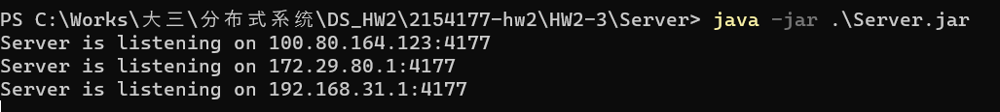 PS C:\Works\大三\分布式系统\DS_HW2\2154177-hw2\HW2-3\Server> java -jar .\Server.jar
Server is listening on 100.80.164.123:4177
Server is listening on 172.29.80.1:4177
Server is listening on 192.168.31.1:4177